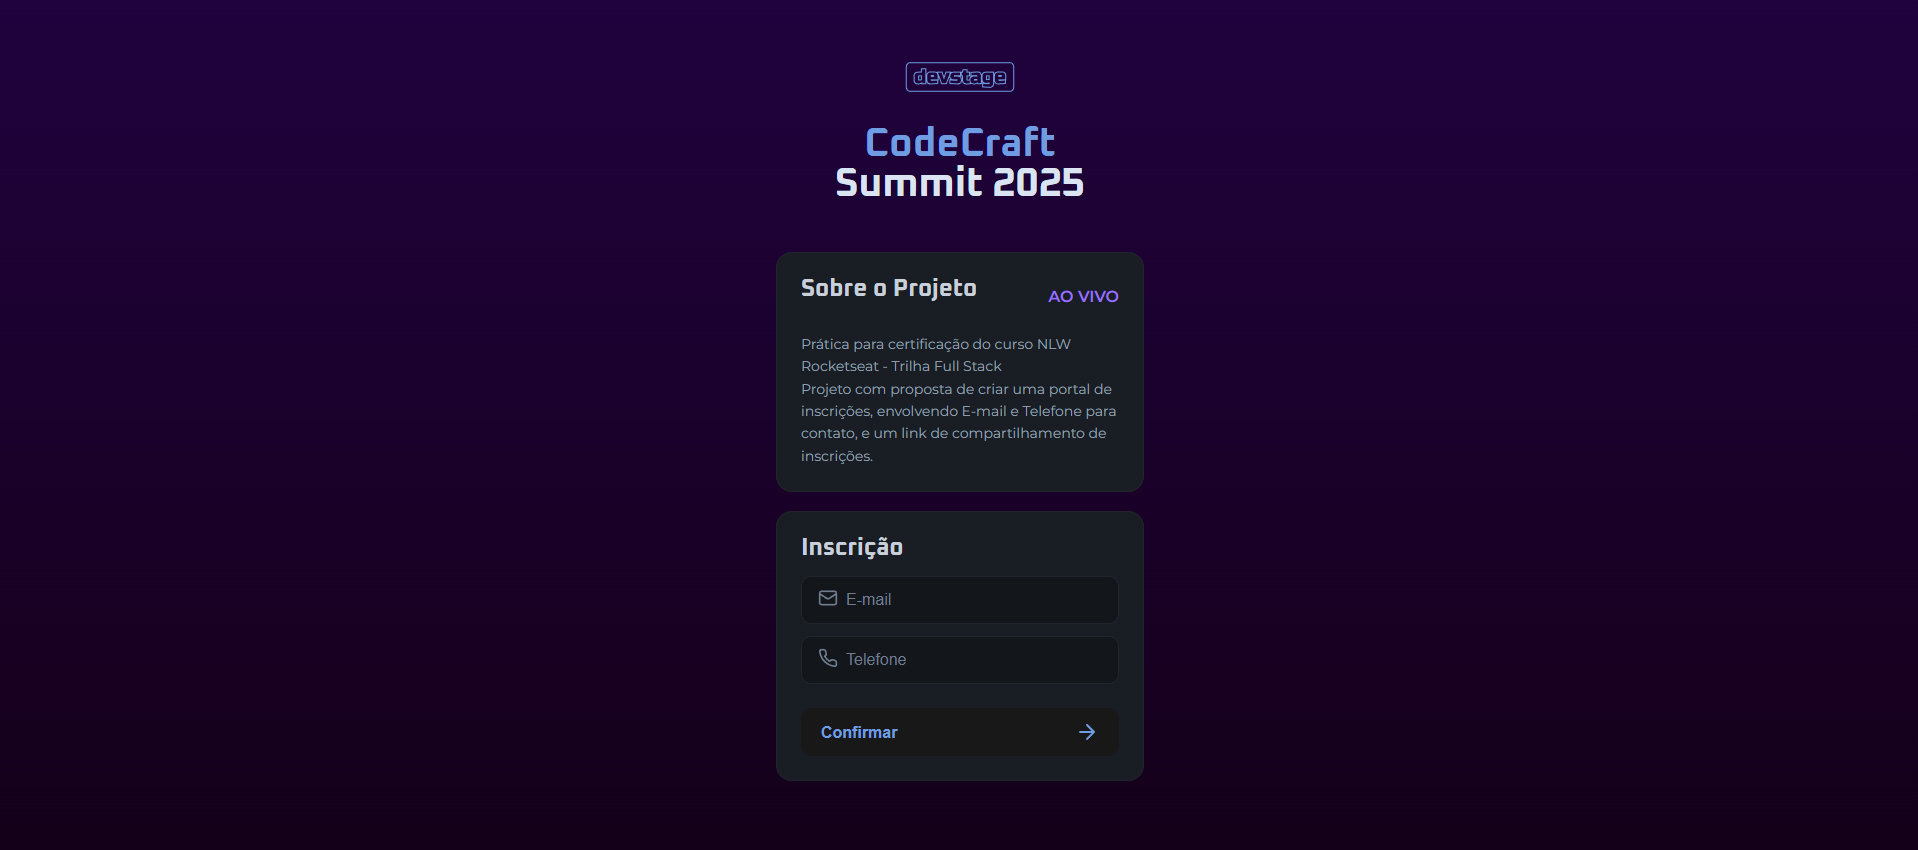 devstage
CodeCraft
Summit 2025
Sobre o Projeto
AO VIVO
Prática para certificação do curso NLW
Rocketseat - Trilha Full Stack
Projeto com proposta de criar uma portal de
inscrições, envolvendo E-mail e Telefone para
contato, e um link de compartilhamento de
inscrições.
Inscrição
E-mail
Telefone
Confirmar